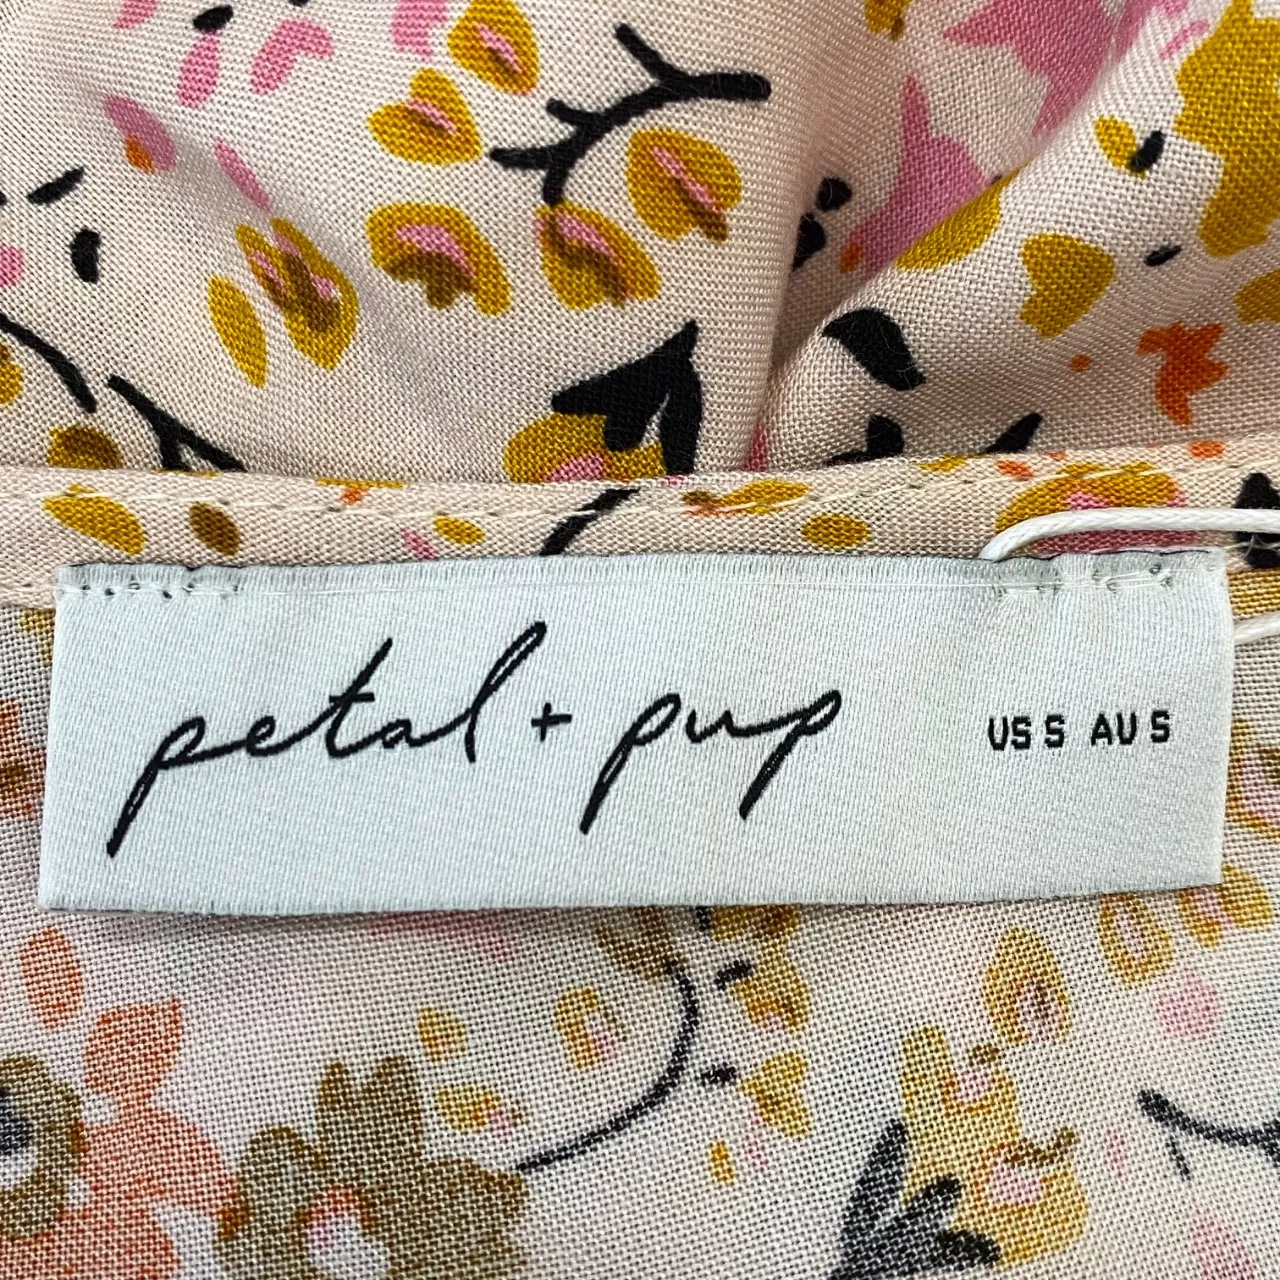 petal + pup US S AU S